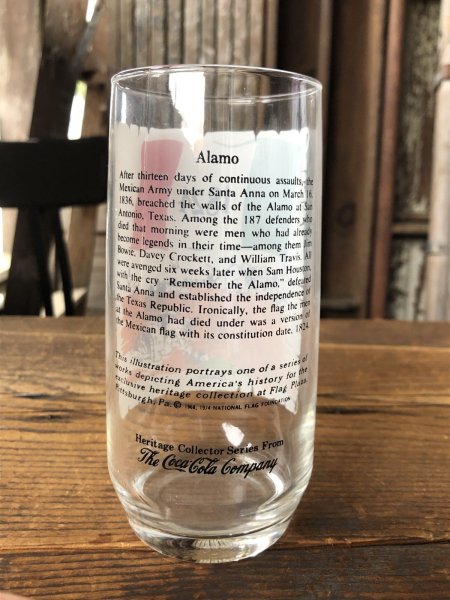 Alamo
After thirteen days of continuous assaults, the
Mexican Army under Santa Anna on March 16,
1836, breached the walls of the Alamo at San
Antonio, Texas. Among the 187 defenders who
died that morning were men who had already
become legends in their time—among them Jim
Bowie, Davey Crockett, and William Travis. All
were avenged six weeks later when Sam Houston,
with the cry "Remember the Alamo," defeated
Santa Anna and established the independence of
the Texas Republic. Ironically, the flag the men
at the Alamo had died under was a version of
the Mexican flag with its constitution date, 1824.
This illustration portrays one of a series of
works depicting America's history for the
exclusive heritage collection at Flag Plaza,
Pittsburgh, Pa. © 1968, 1974 NATIONAL FLAG FOUNDATION
Heritage Collector Series From
The Coca-Cola Company